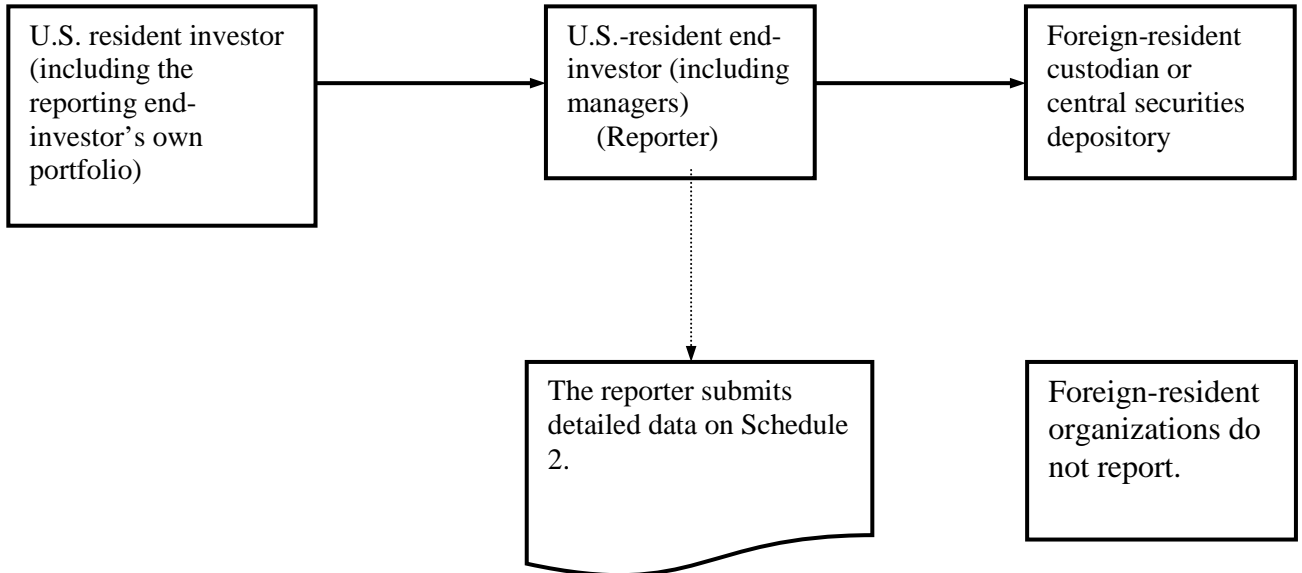 U.S. resident investor
(including the
reporting end-
investor’s own
portfolio)
U.S.-resident end-
investor (including
managers)
(Reporter)
Foreign-resident
custodian or
central securities
depository
The reporter submits
detailed data on Schedule
2.
Foreign-resident
organizations do
not report.